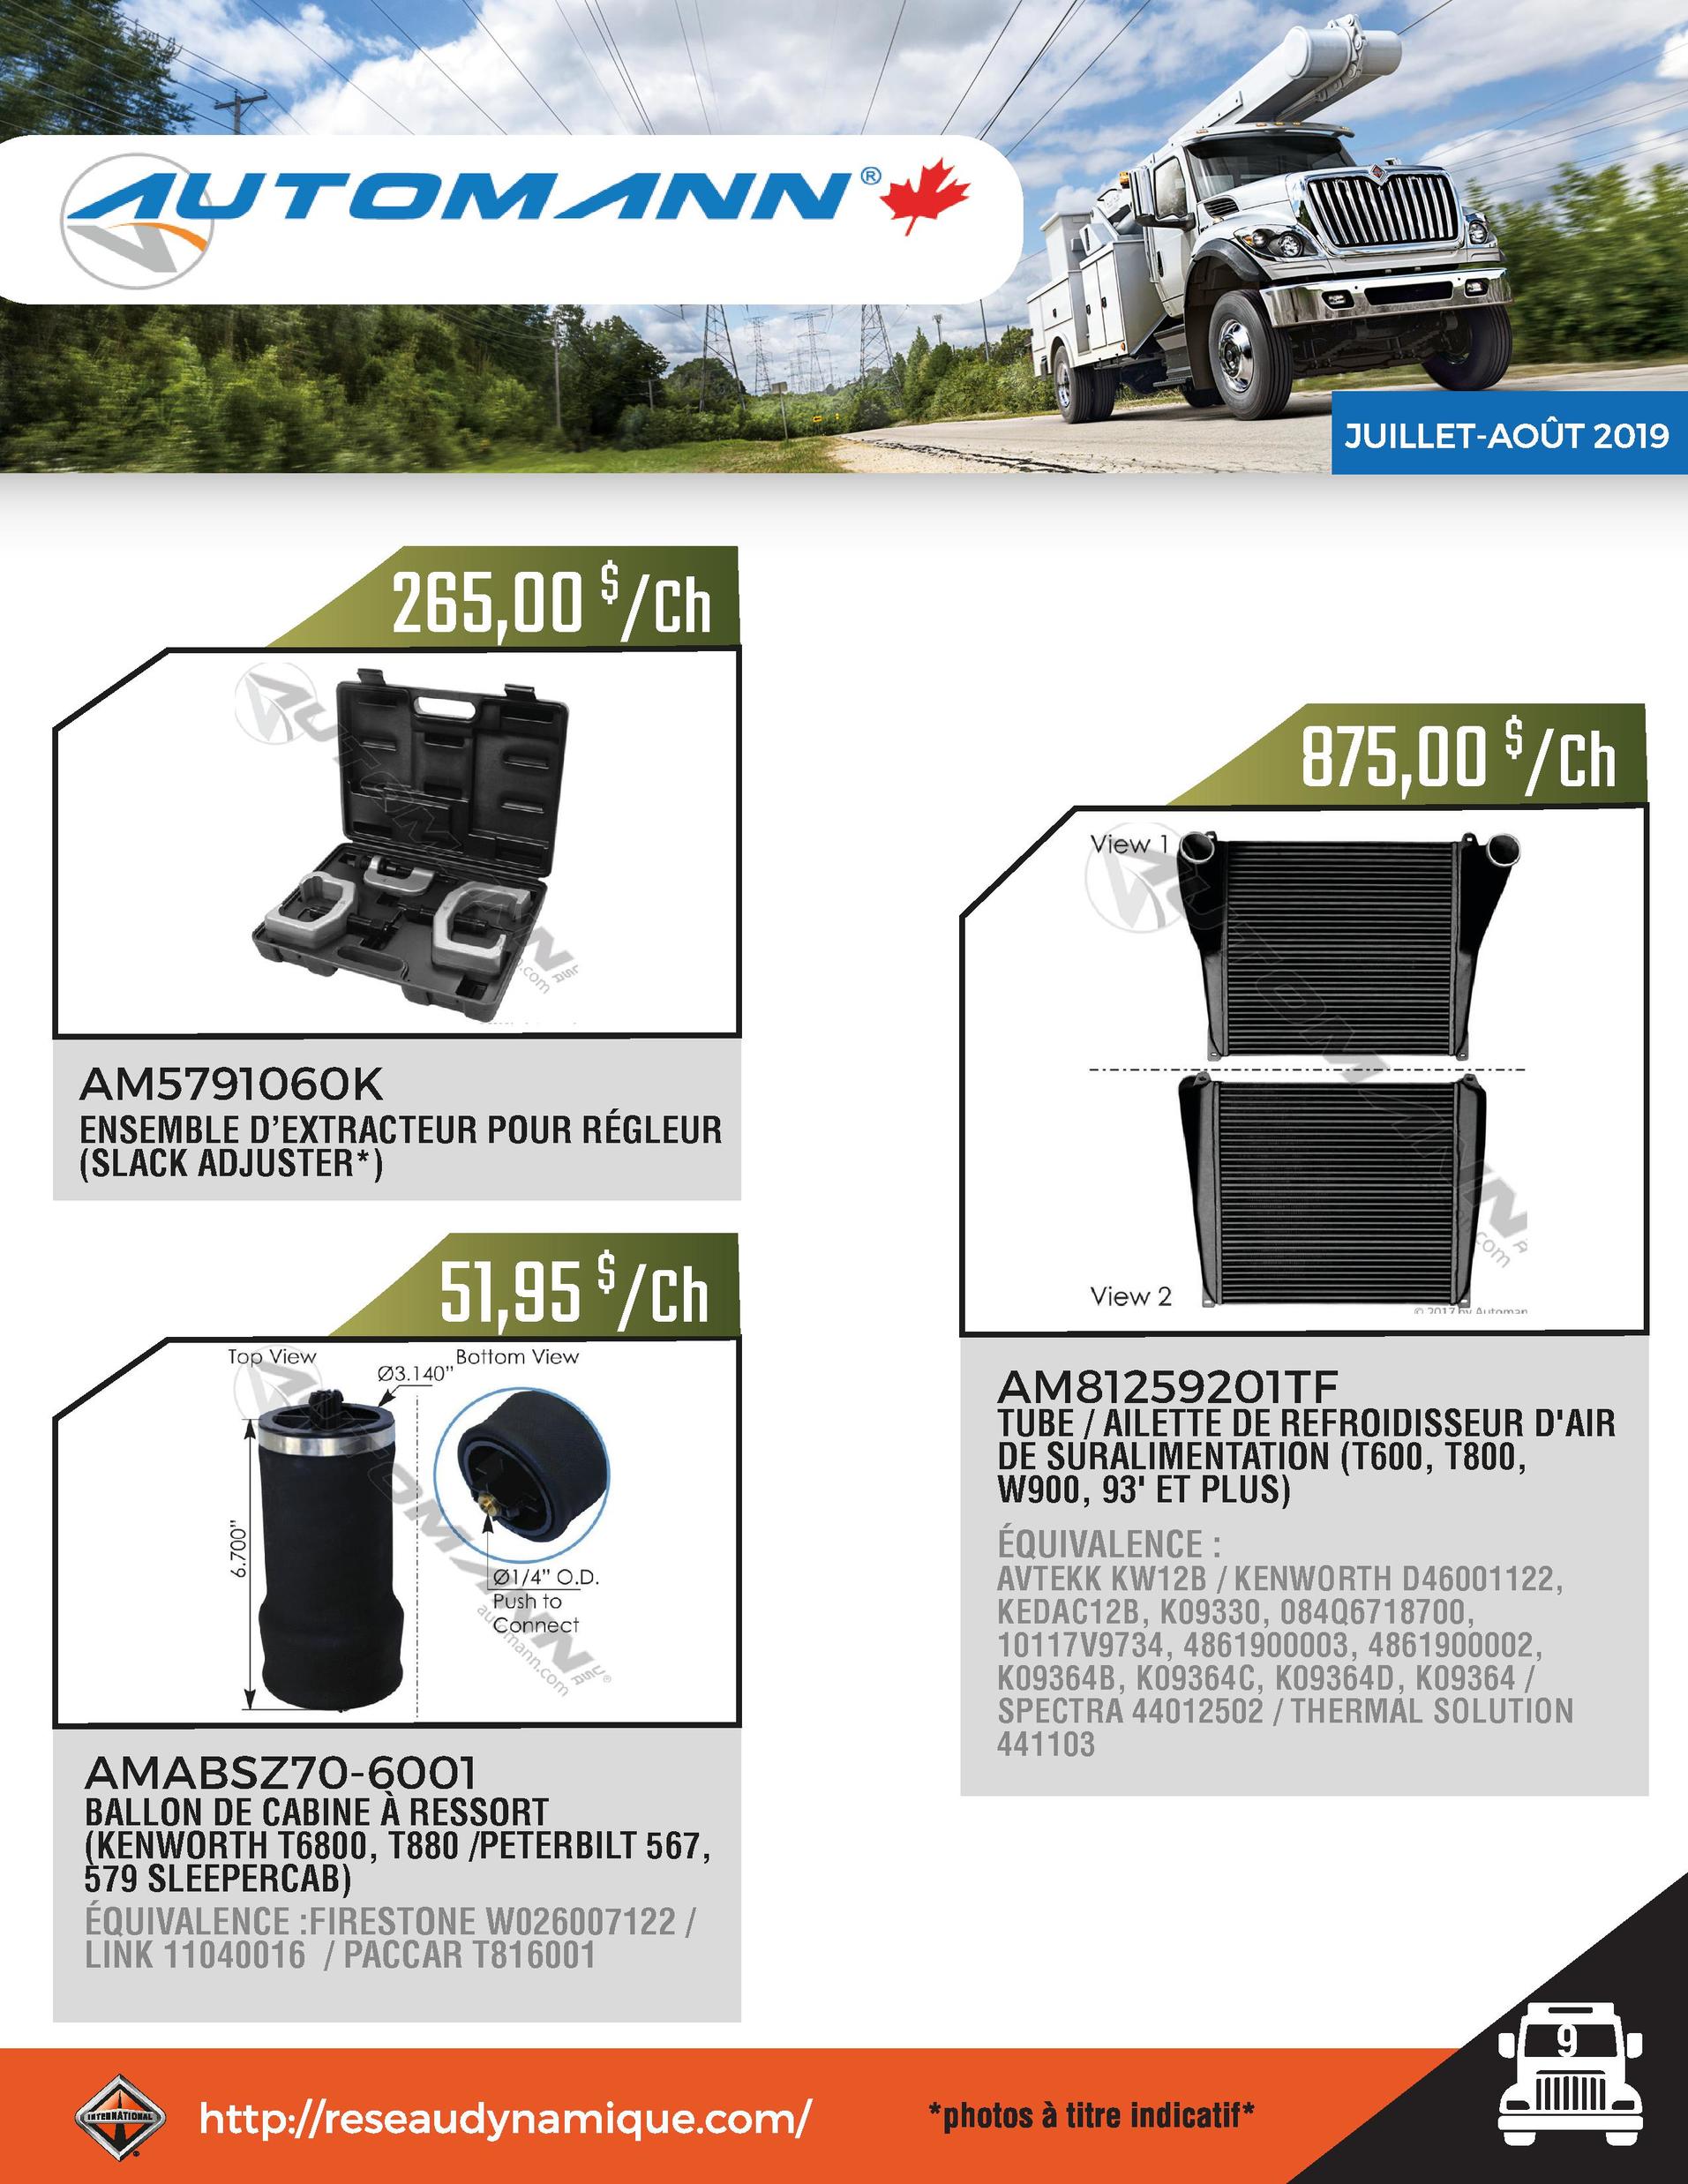 AUTOMANN®
JUILLET-AOÛT 2019
265,00 $/Ch
AUTOMANN
AM5791060K
ENSEMBLE D’EXTRACTEUR POUR RÉGLEUR
(SLACK ADJUSTER*)
51,95 $/Ch
Top View
Bottom View
Ø3.140”
6.700”
Ø1/4” O.D.
Push to
Connect
AUTOMANN®
automann.com
AMABSZ70-6001
BALLON DE CABINE À RESSORT
(KENWORTH T6800, T880 /PETERBILT 567,
579 SLEEPERCAB)
ÉQUIVALENCE :FIRESTONE W026007122 /
LINK 11040016 / PACCAR T816001
875,00 $/Ch
View 1
AUTOMANN
View 2
© 2017 by Automan
AM81259201TF
TUBE / AILETTE DE REFROIDISSEUR D'AIR
DE SURALIMENTATION (T600, T800,
W900, 93' ET PLUS)
ÉQUIVALENCE :
AVTEKK KW12B / KENWORTH D46001122,
KEDAC12B, K09330, 084Q6718700,
10117V9734, 4861900003, 4861900002,
K09364B, K09364C, K09364D, K09364 /
SPECTRA 44012502 / THERMAL SOLUTION
441103
INTERNATIONAL
http://reseaudynamique.com/
*photos à titre indicatif*
9